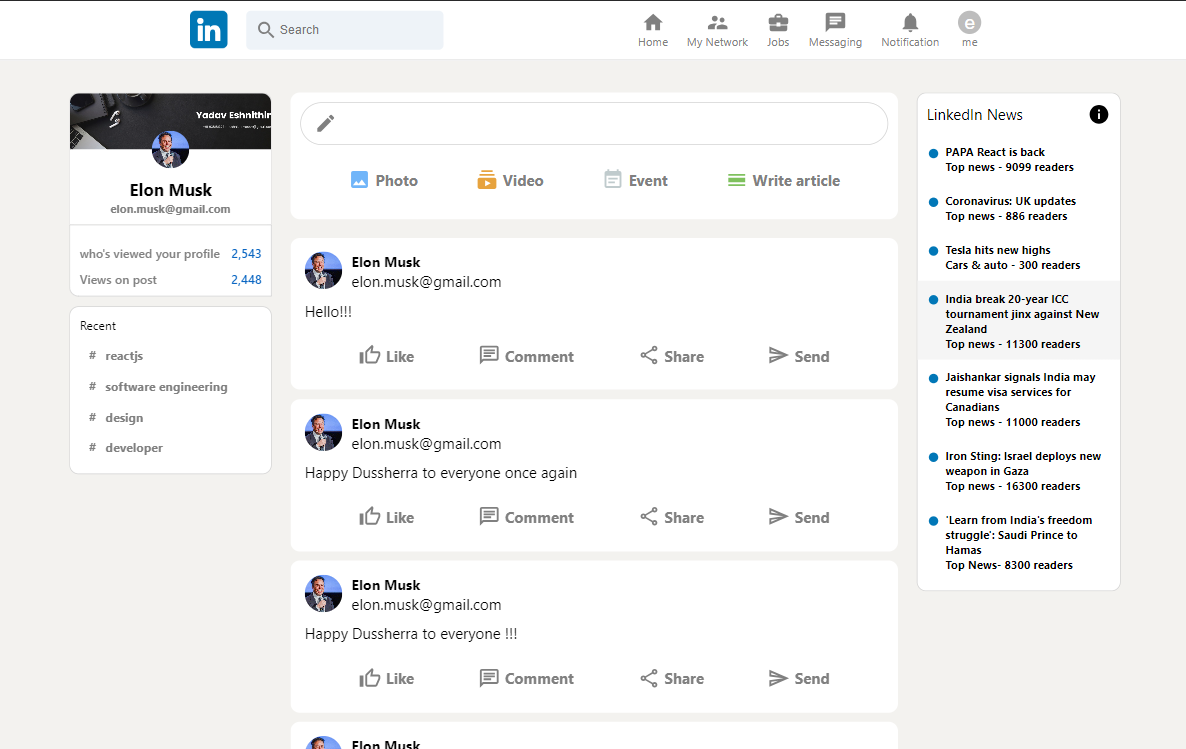 in
Search
Home
My Network
Jobs
Messaging
Notification
e
me
Yadav Eshnithin
Elon Musk
elon.musk@gmail.com
who's viewed your profile 2,543
Views on post 2,448
Recent
# reactjs
# software engineering
# design
# developer
Photo
Video
Event
Write article
Elon Musk
elon.musk@gmail.com
Hello!!!
Like Comment Share Send
Elon Musk
elon.musk@gmail.com
Happy Dussherra to everyone once again
Like Comment Share Send
Elon Musk
elon.musk@gmail.com
Happy Dussherra to everyone !!!
Like Comment Share Send
Elon Musk
LinkedIn News
PAPA React is back
Top news - 9099 readers
Coronavirus: UK updates
Top news - 886 readers
Tesla hits new highs
Cars & auto - 300 readers
India break 20-year ICC
tournament jinx against New
Zealand
Top news - 11300 readers
Jaishankar signals India may
resume visa services for
Canadians
Top news - 11000 readers
Iron Sting: Israel deploys new
weapon in Gaza
Top news - 16300 readers
'Learn from India's freedom
struggle': Saudi Prince to
Hamas
Top News- 8300 readers